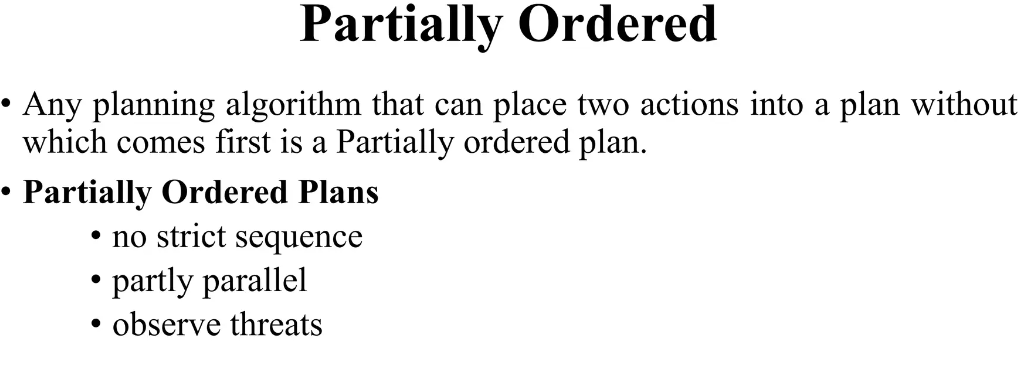 Partially Ordered
• Any planning algorithm that can place two actions into a plan without
which comes first is a Partially ordered plan.
• Partially Ordered Plans
• no strict sequence
• partly parallel
• observe threats